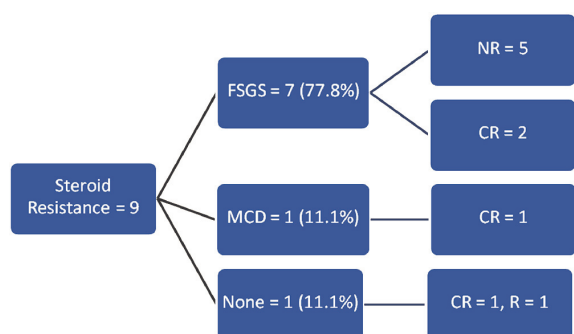 Steroid
Resistance = 9
FSGS = 7 (77.8%)
NR = 5
CR = 2
MCD = 1 (11.1%)
CR = 1
None = 1 (11.1%)
CR = 1, R = 1